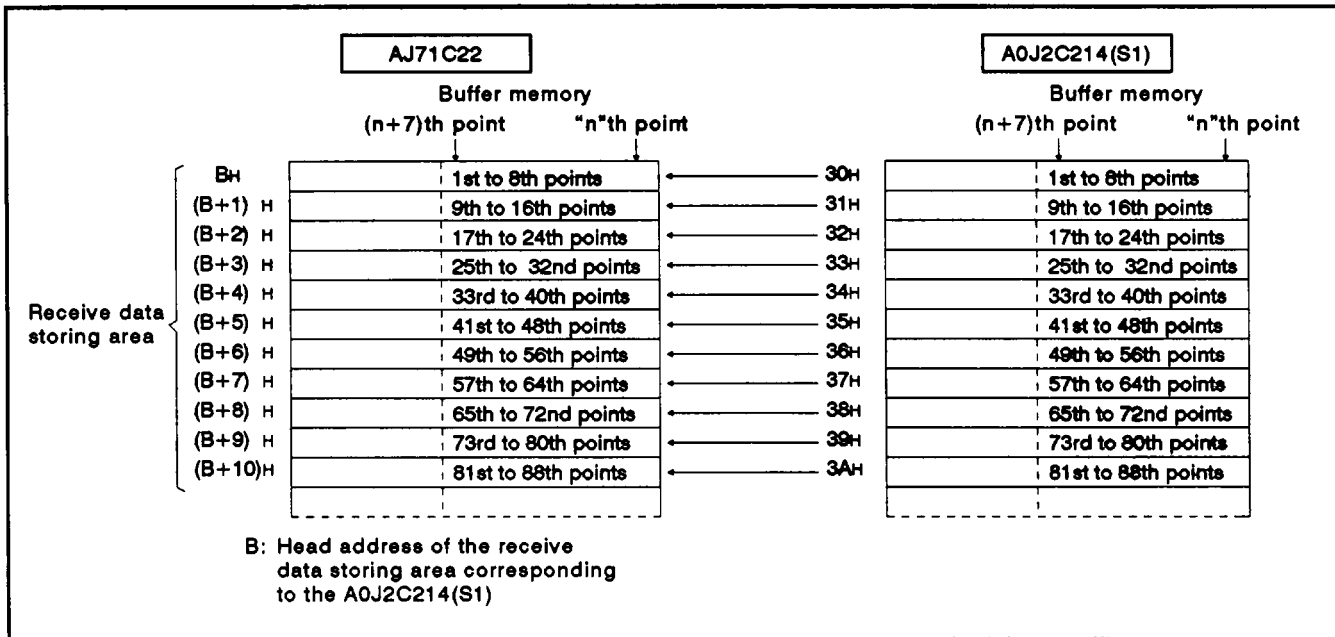 AJ71C22 A0J2C214(S1)
Buffer memory Buffer memory
(n+7)th point "n"th point (n+7)th point "n"th point
BH 1st to 8th points 30H 1st to 8th points
(B+1) H 9th to 16th points 31H 9th to 16th points
(B+2) H 17th to 24th points 32H 17th to 24th points
(B+3) H 25th to 32nd points 33H 25th to 32nd points
(B+4) H 33rd to 40th points 34H 33rd to 40th points
Receive data
storing area
(B+5) H 41st to 48th points 35H 41st to 48th points
(B+6) H 49th to 56th points 36H 49th to 56th points
(B+7) H 57th to 64th points 37H 57th to 64th points
(B+8) H 65th to 72nd points 38H 65th to 72nd points
(B+9) H 73rd to 80th points 39H 73rd to 80th points
(B+10)H 81st to 88th points 3AH 81st to 88th points
B: Head address of the receive
data storing area corresponding
to the A0J2C214(S1)